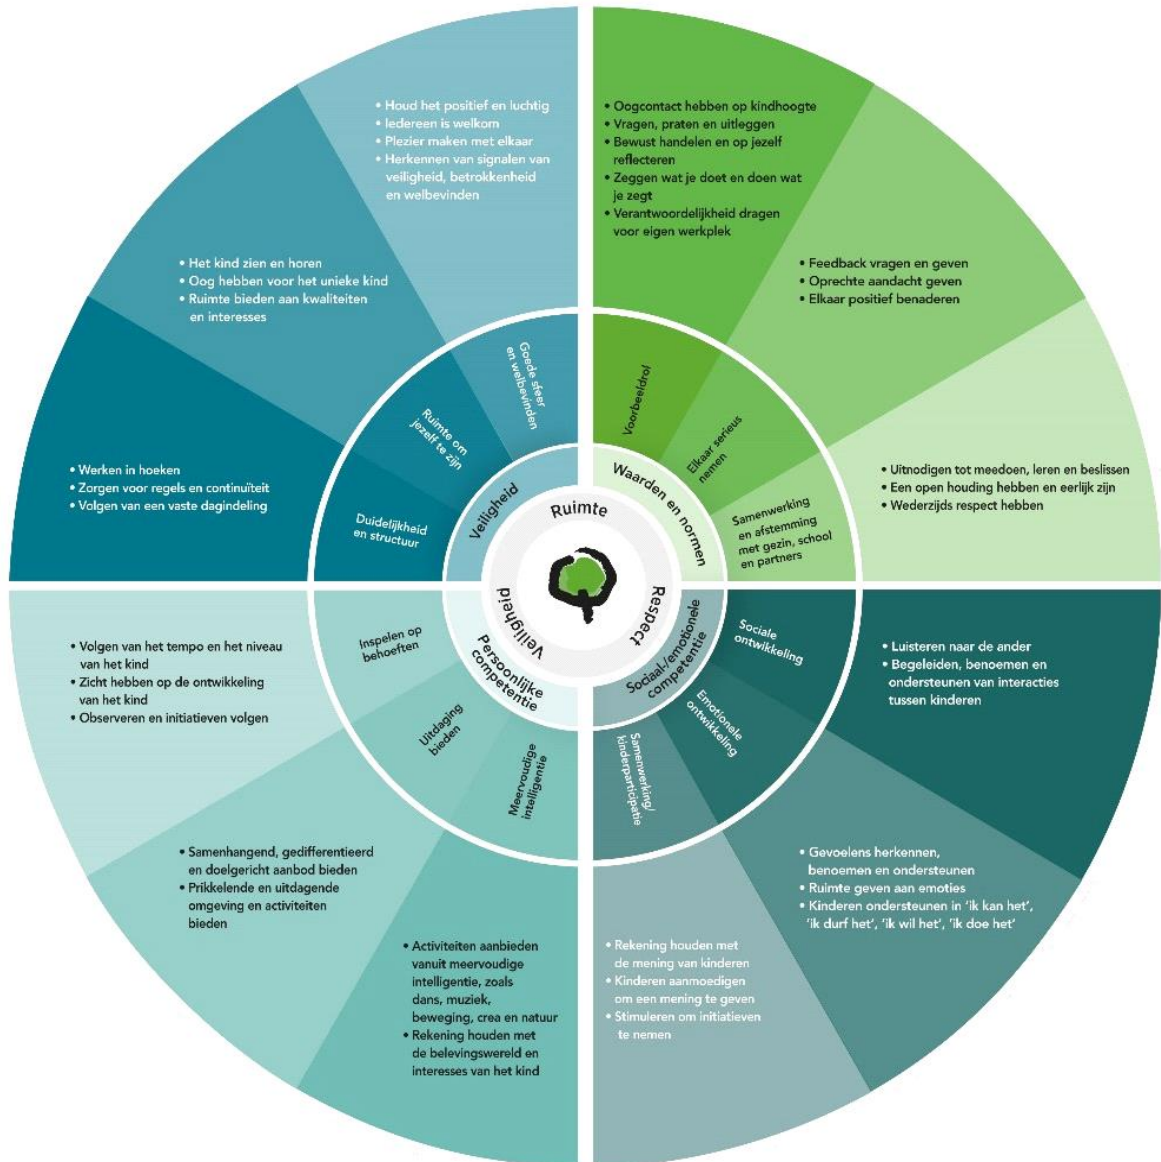 • Houd het positief en luchtig
• Iedereen is welkom
• Plezier maken met elkaar
• Herkennen van signalen van
veiligheid, betrokkenheid
en welbevinden
• Het kind zien en horen
• Oog hebben voor het unieke kind
• Ruimte bieden aan kwaliteiten
en interesses
• Werken in hoeken
• Zorgen voor regels en continuïteit
• Volgen van een vaste dagindeling
Goede sfeer
en welbevinden
Ruimte om
jezelf te zijn
Duidelijkheid
en structuur
Veiligheid
• Oogcontact hebben op kindhoogte
• Vragen, praten en uitleggen
• Bewust handelen en op jezelf
reflecteren
• Zeggen wat je doet en doen wat
je zegt
• Verantwoordelijkheid dragen
voor eigen werkplek
• Feedback vragen en geven
• Oprechte aandacht geven
• Elkaar positief benaderen
• Uitnodigen tot meedoen, leren en beslissen
• Een open houding hebben en eerlijk zijn
• Wederzijds respect hebben
Voorbeeldrol
Elkaar serieus
nemen
Samenwerking
en afstemming
met gezin, school
en partners
Waarden en normen
Ruimte
Respect
Veiligheid
Persoonlijke
competentie
Inspelen op
behoeften
Uitdaging
bieden
Meervoudige
intelligentie
• Volgen van het tempo en het niveau
van het kind
• Zicht hebben op de ontwikkeling
van het kind
• Observeren en initiatieven volgen
• Samenhangend, gedifferentieerd
en doelgericht aanbod bieden
• Prikkelende en uitdagende
omgeving en activiteiten
bieden
• Activiteiten aanbieden
vanuit meervoudige
intelligentie, zoals
dans, muziek,
beweging, crea en natuur
• Rekening houden met
de belevingswereld en
interesses van het kind
Sociaal-/emotionele
competentie
Sociale
ontwikkeling
Emotionele
ontwikkeling
Samenwerking/
kinderparticipatie
• Luisteren naar de ander
• Begeleiden, benoemen en
ondersteunen van interacties
tussen kinderen
• Gevoelens herkennen,
benoemen en ondersteunen
• Ruimte geven aan emoties
• Kinderen ondersteunen in ‘ik kan het’,
‘ik durf het’, ‘ik wil het’, ‘ik doe het’
• Rekening houden met
de mening van kinderen
• Kinderen aanmoedigen
om een mening te geven
• Stimuleren om initiatieven
te nemen